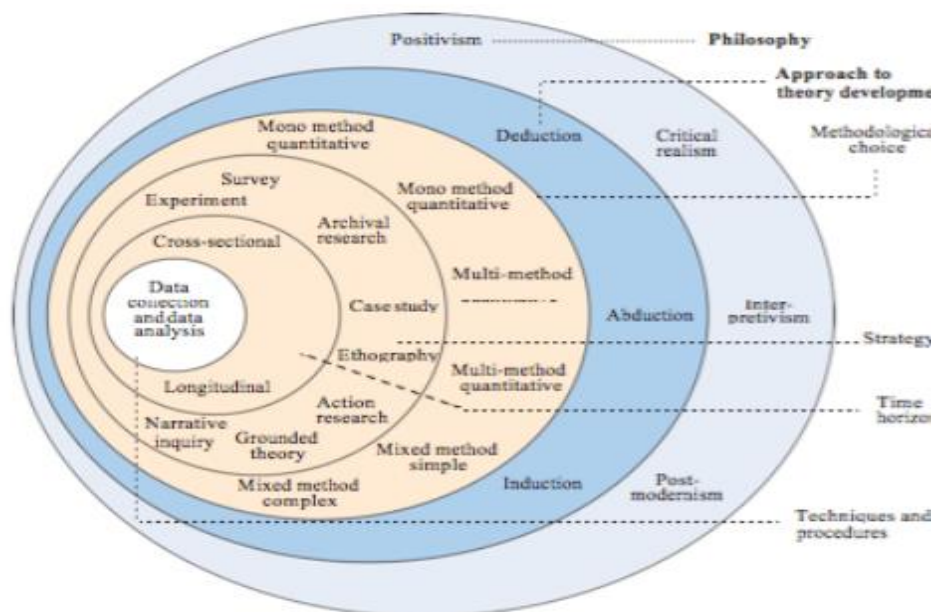 Positivism
Philosophy
Approach to
theory developme
Deduction
Critical
realism
Methodologica
choice
Mono method
quantitative
Mono method
quantitative
Survey
Experiment
Archival
research
Cross-sectional
Multi-method
Data
collection
and data
analysis
Case study
Abduction
Inter-
pretivism
Strategy
Ethography
Multi-method
quantitative
Longitudinal
Time
horizo
Action
research
Narrative
inquiry
Grounded
theory
Mixed method
simple
Mixed method
complex
Induction
Post-
modernism
Techniques and
procedures